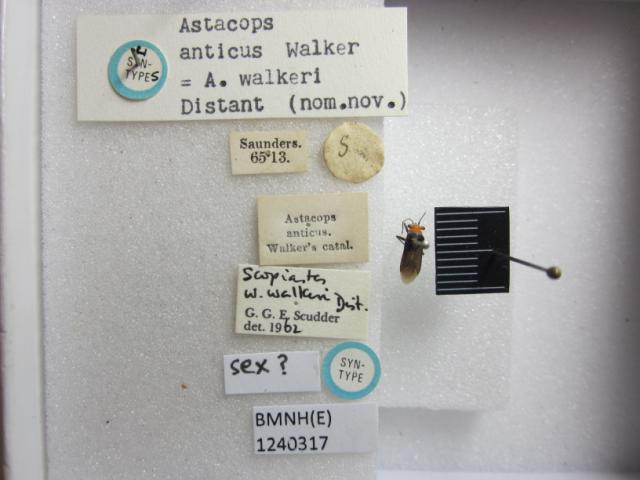 Astacops
anticus Walker
= A. walkeri
Distant (nom.nov.)
SYN-
TYPES
Saunders.
65·13.
S
Astacops
anticus.
Walker's catal.
Scopiastes
w. walkeri Dist.
G. G. E. Scudder
det. 1962
sex ?
SYN-
TYPE
BMNH(E)
1240317